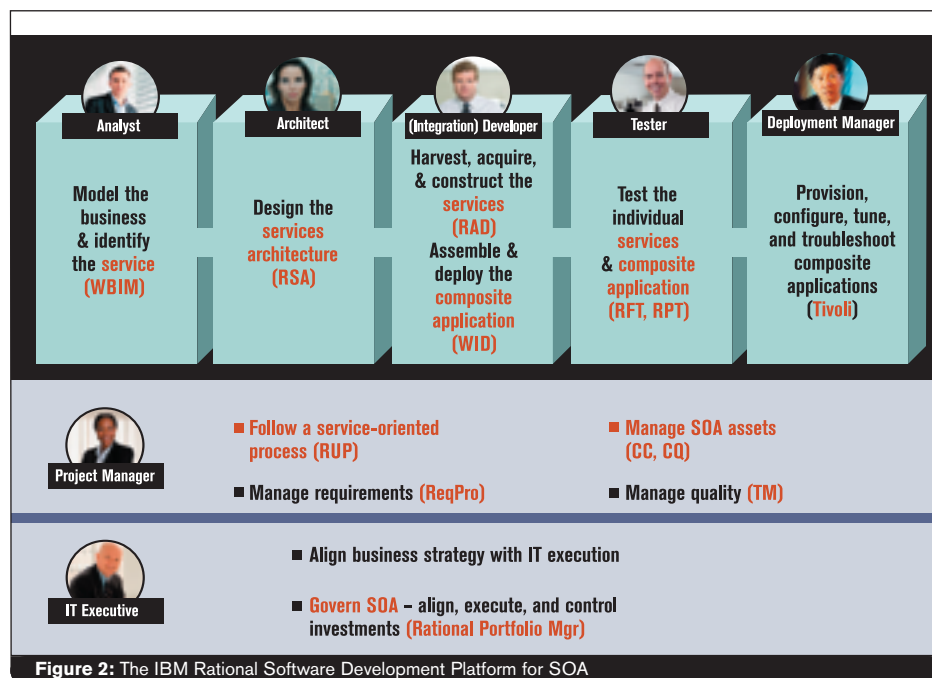 Analyst
Model the
business
& identify
the service
(WBIM)
Architect
Design the
services
architecture
(RSA)
(Integration) Developer
Harvest, acquire,
& construct the
services
(RAD)
Assemble &
deploy the
composite
application
(WID)
Tester
Test the
individual
services
& composite
application
(RFT, RPT)
Deployment Manager
Provision,
configure, tune,
and troubleshoot
composite
applications
(Tivoli)
Project Manager
■ Follow a service-oriented
process (RUP)
■ Manage requirements (ReqPro)
■ Manage SOA assets
(CC, CQ)
■ Manage quality (TM)
IT Executive
■ Align business strategy with IT execution
■ Govern SOA – align, execute, and control
investments (Rational Portfolio Mgr)
Figure 2: The IBM Rational Software Development Platform for SOA